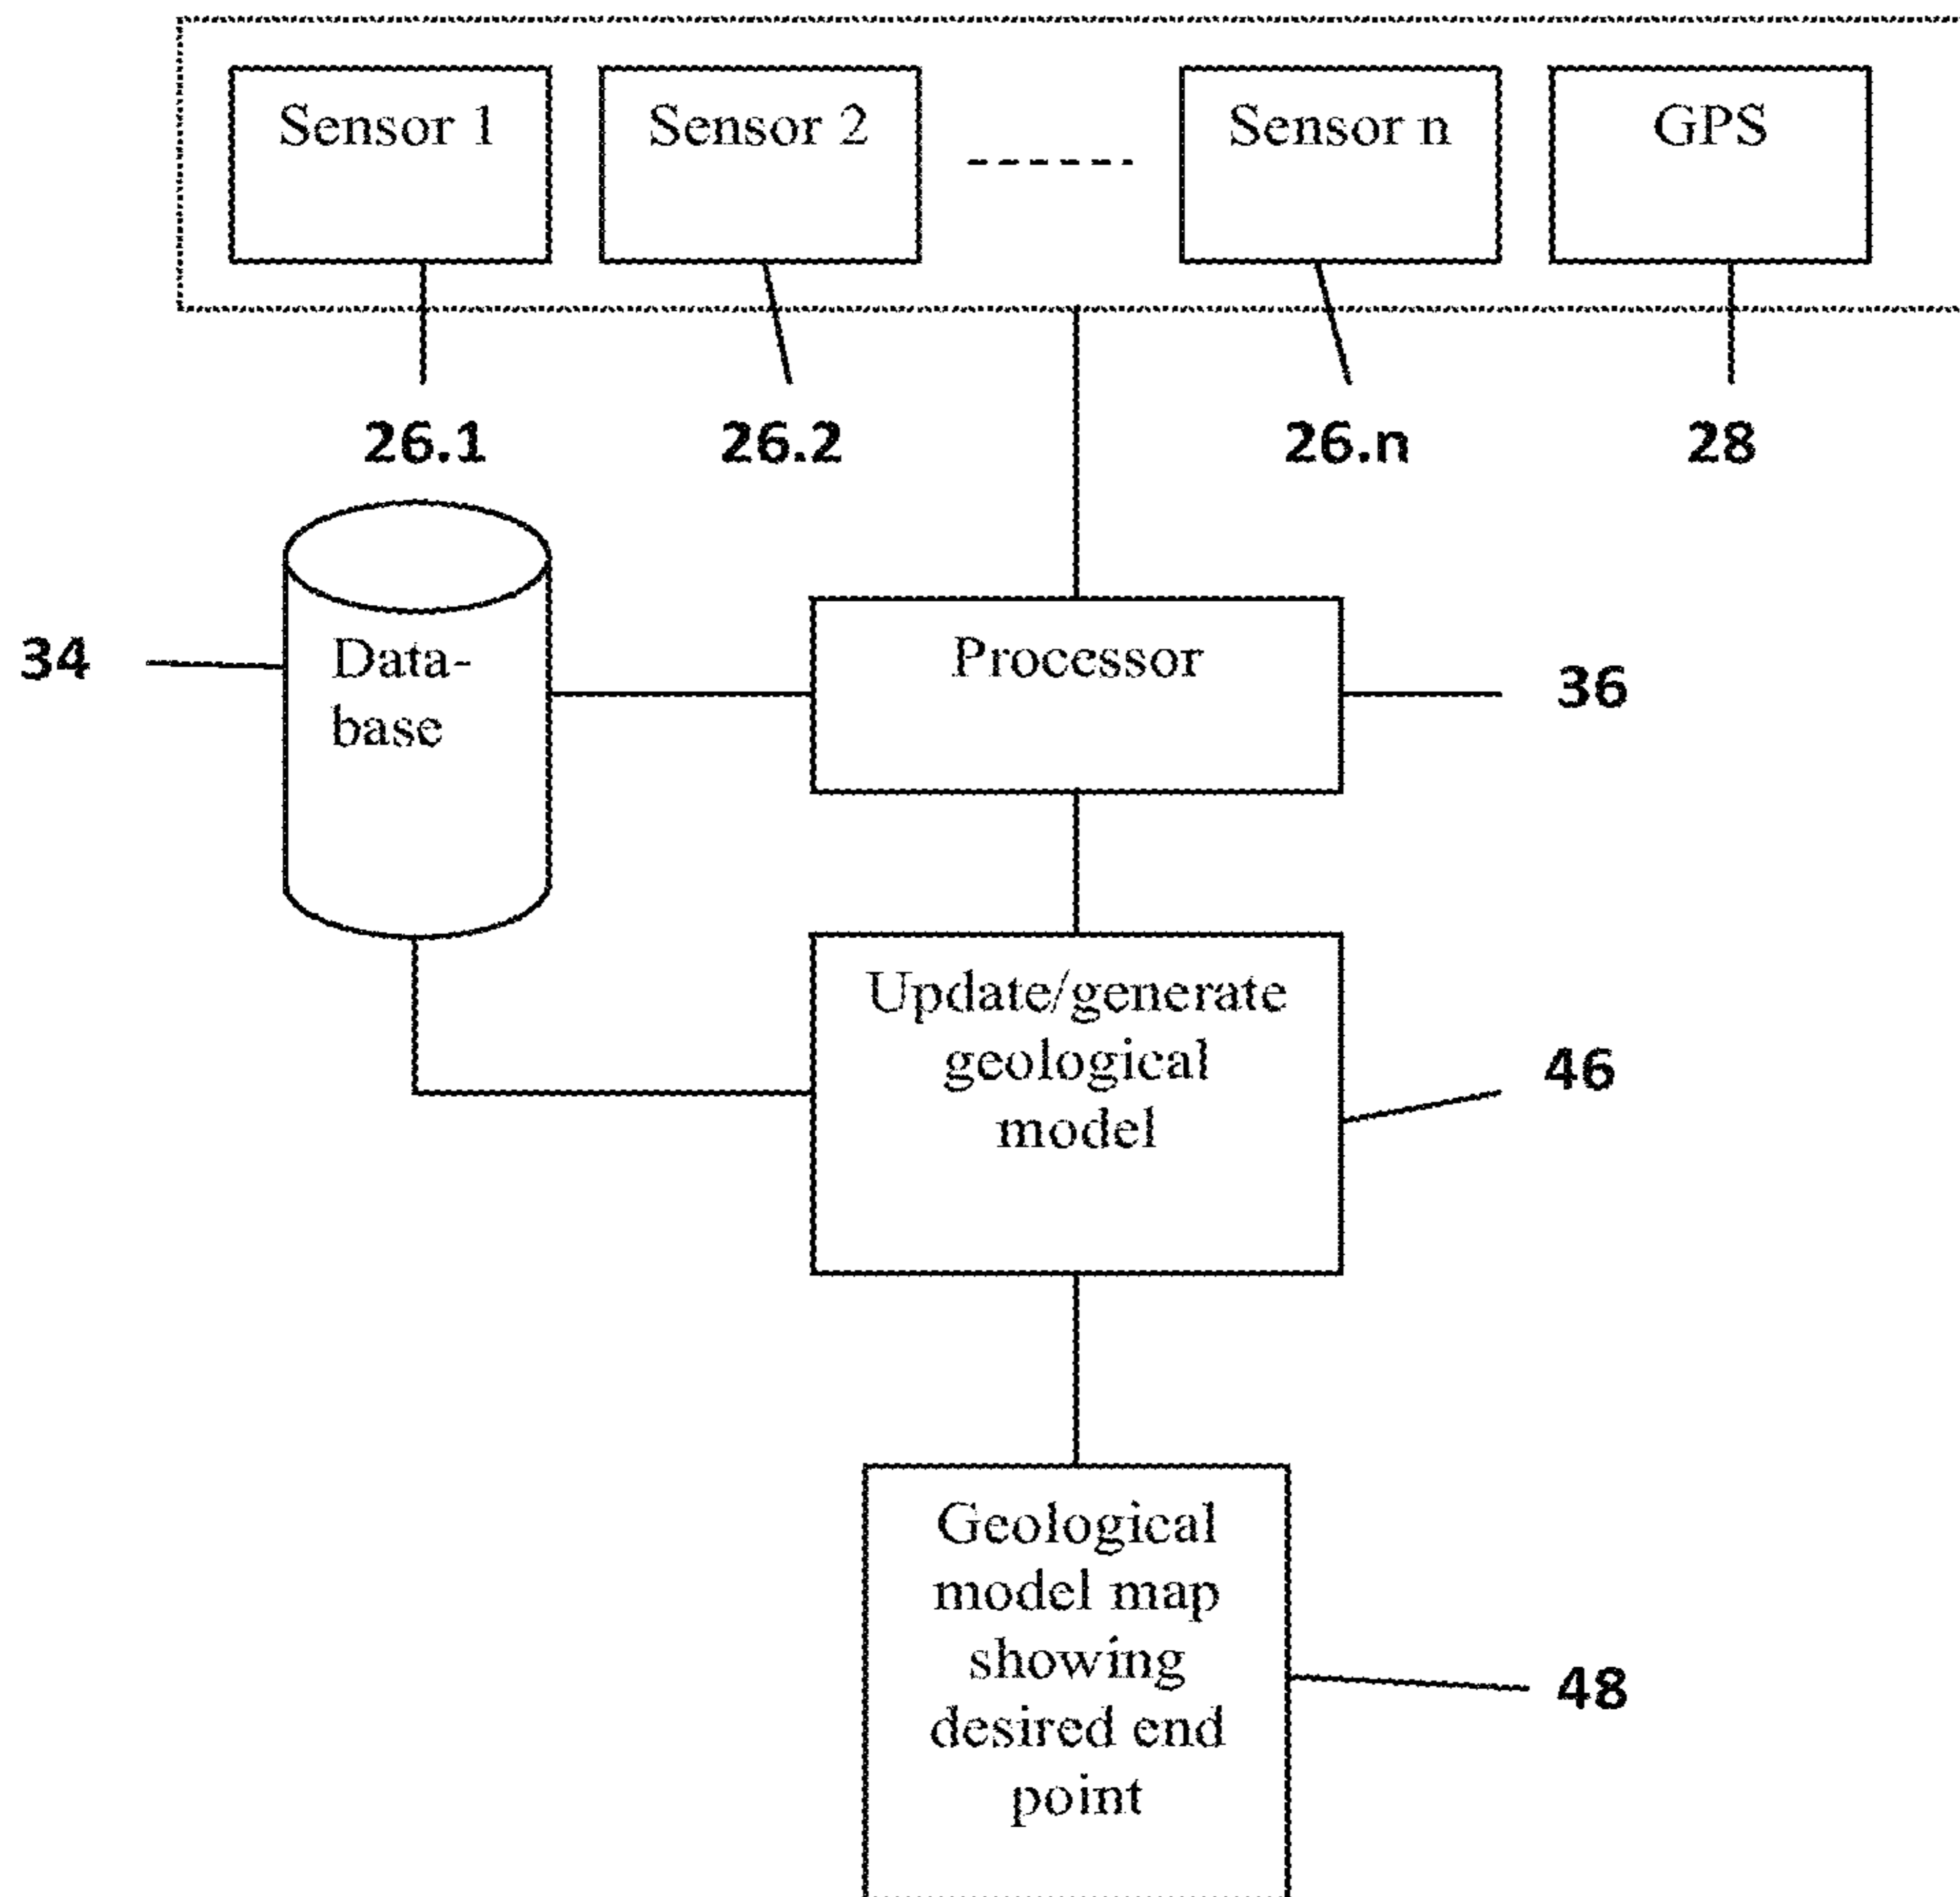 Sensor 1
Sensor 2
Sensor n
GPS
26.1
26.2
26.n
28
34
Data-
base
Processor
36
Update/generate
geological
model
46
Geological
model map
showing
desired end
point
48